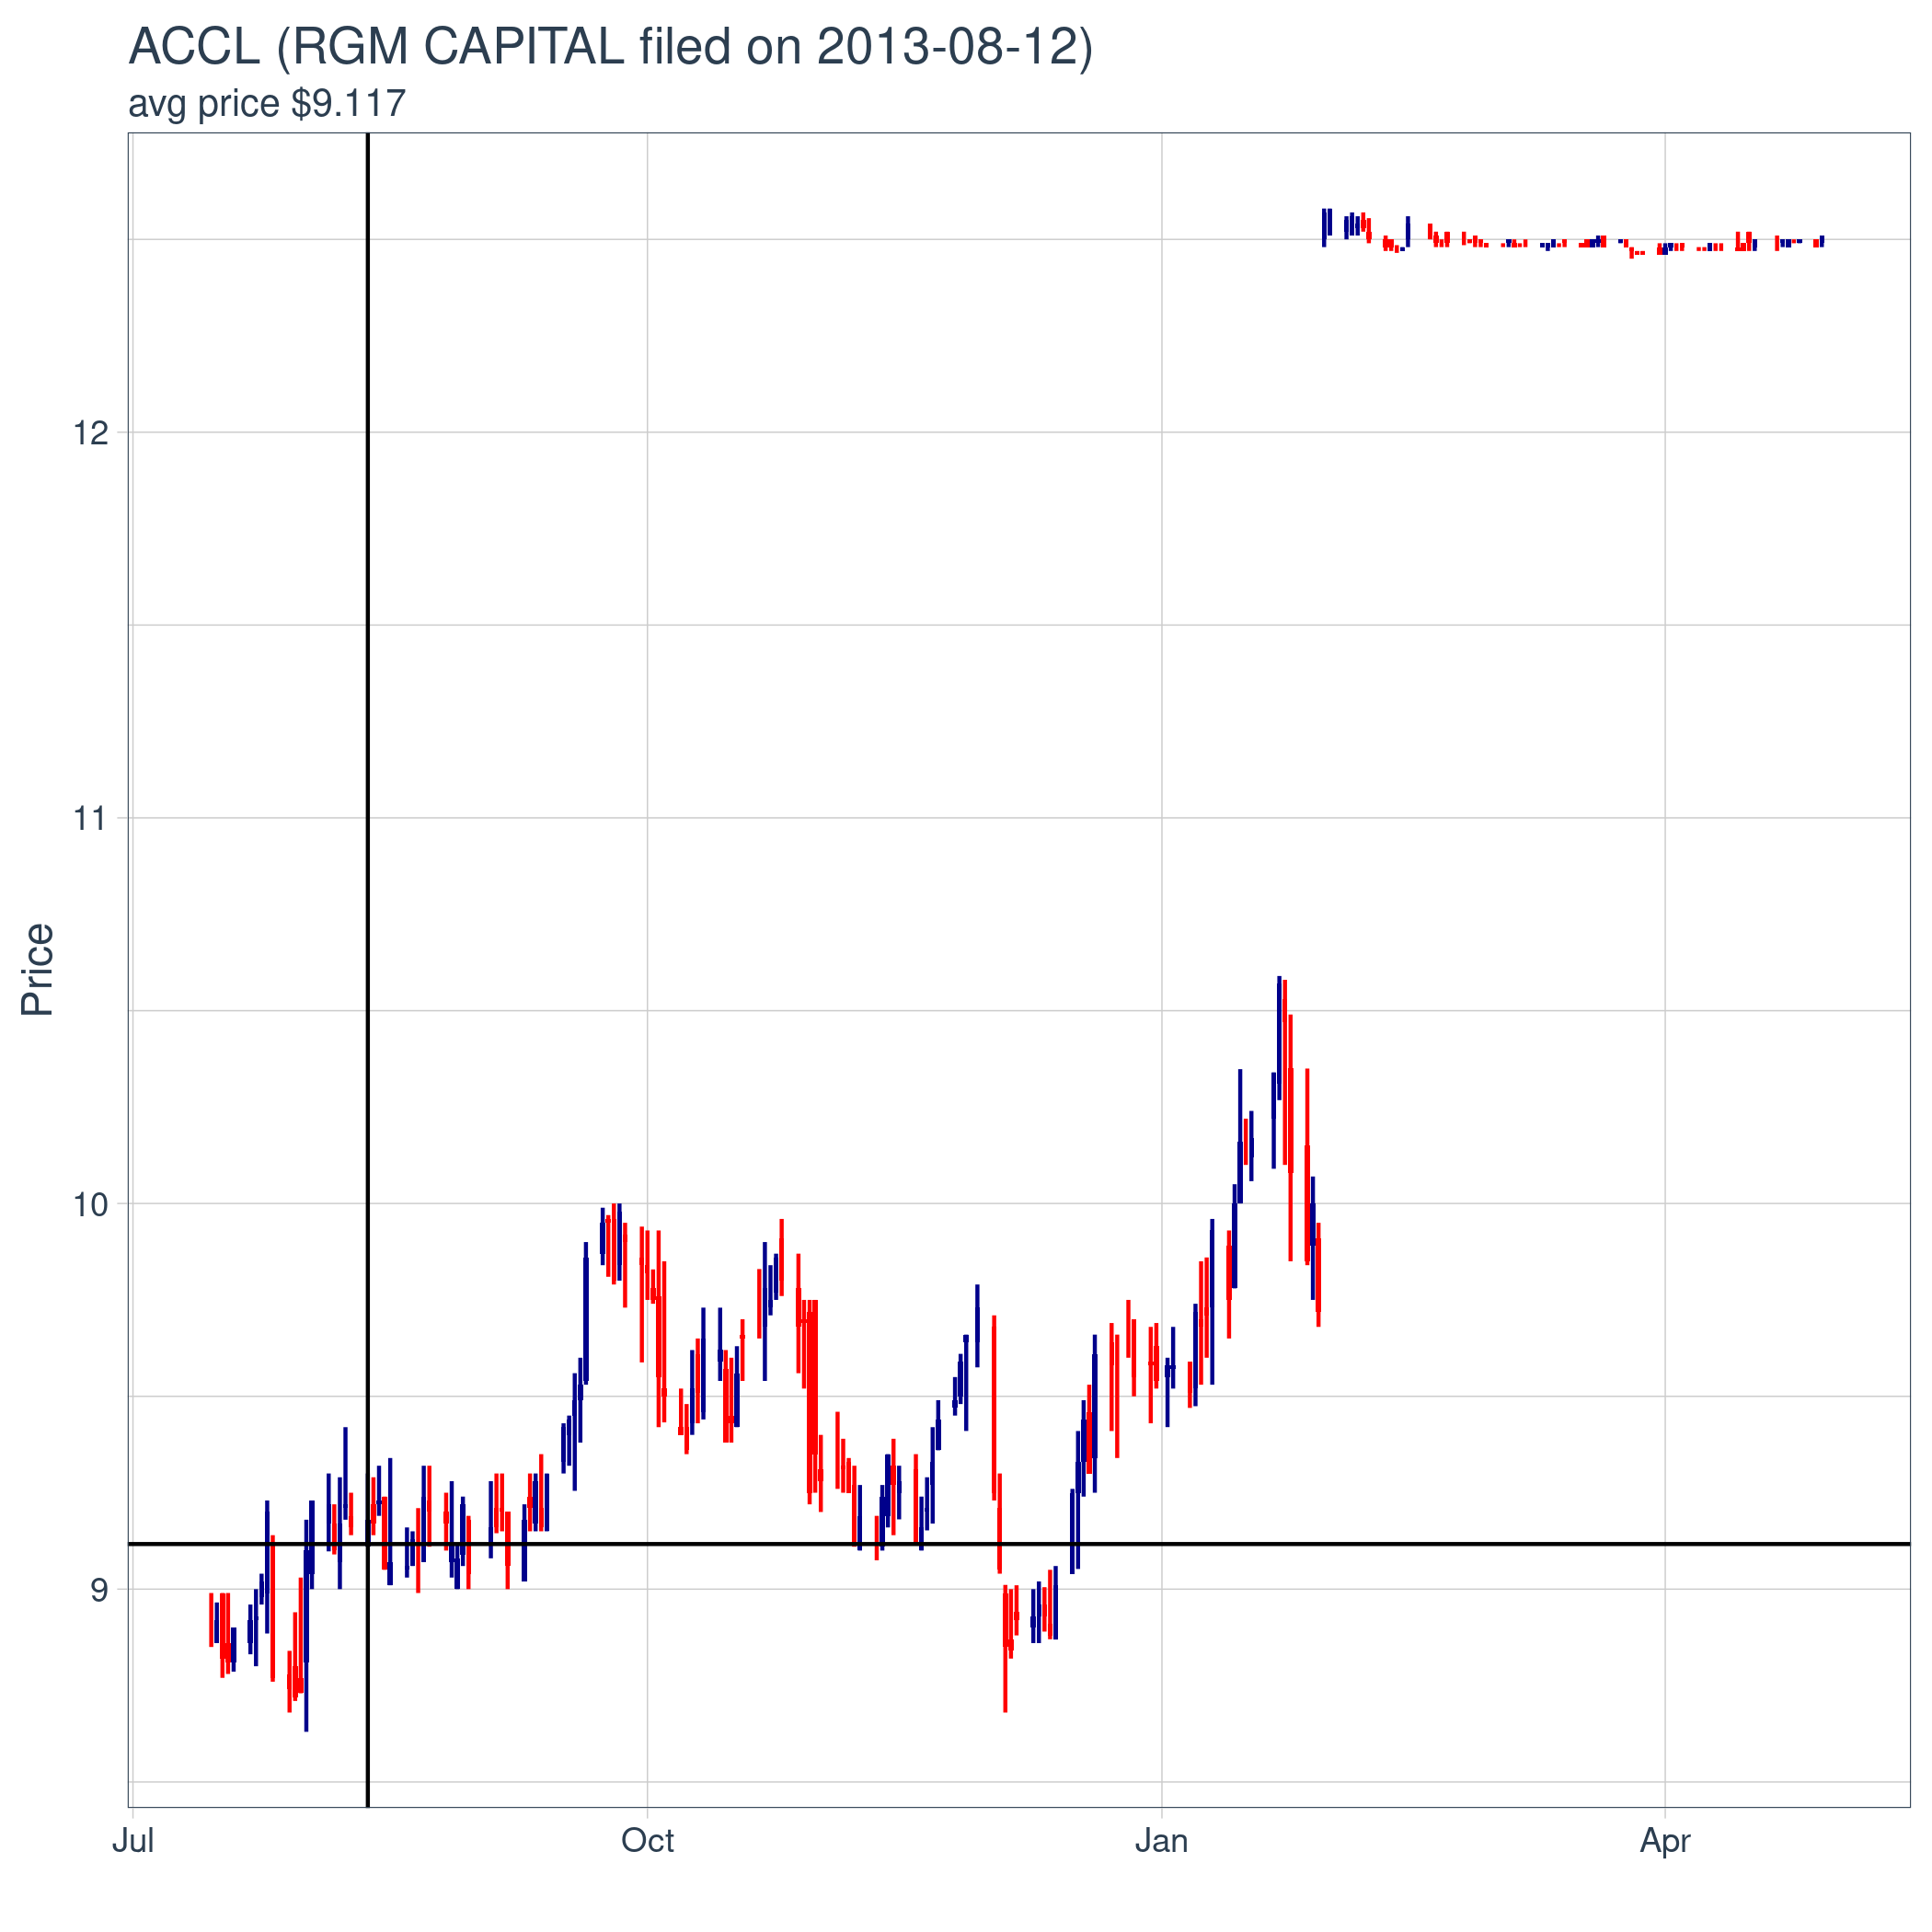 ACCL (RGM CAPITAL filed on 2013-08-12)
avg price $9.117
12
11
Price
10
9
Jul Oct Jan Apr